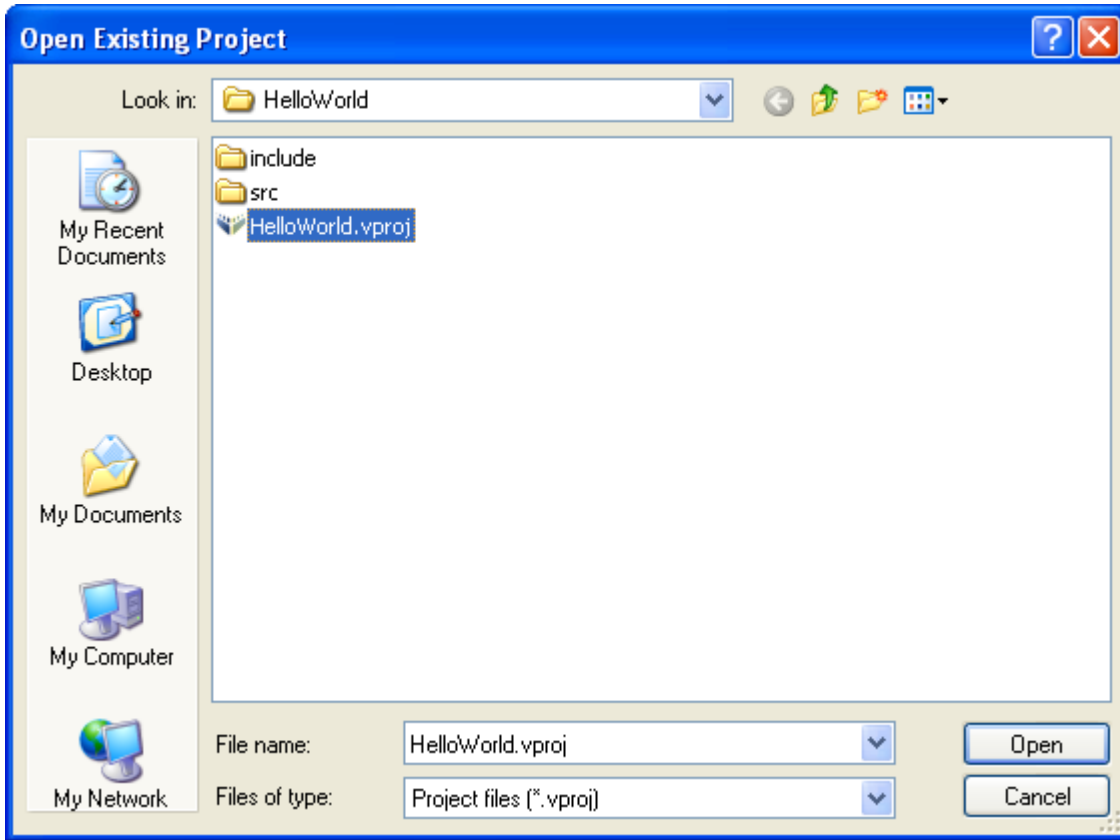 Open Existing Project
Look in: HelloWorld
include
src
HelloWorld.vproj
My Recent
Documents
Desktop
My Documents
My Computer
My Network
File name: HelloWorld.vproj Open
Files of type: Project files (*.vproj) Cancel